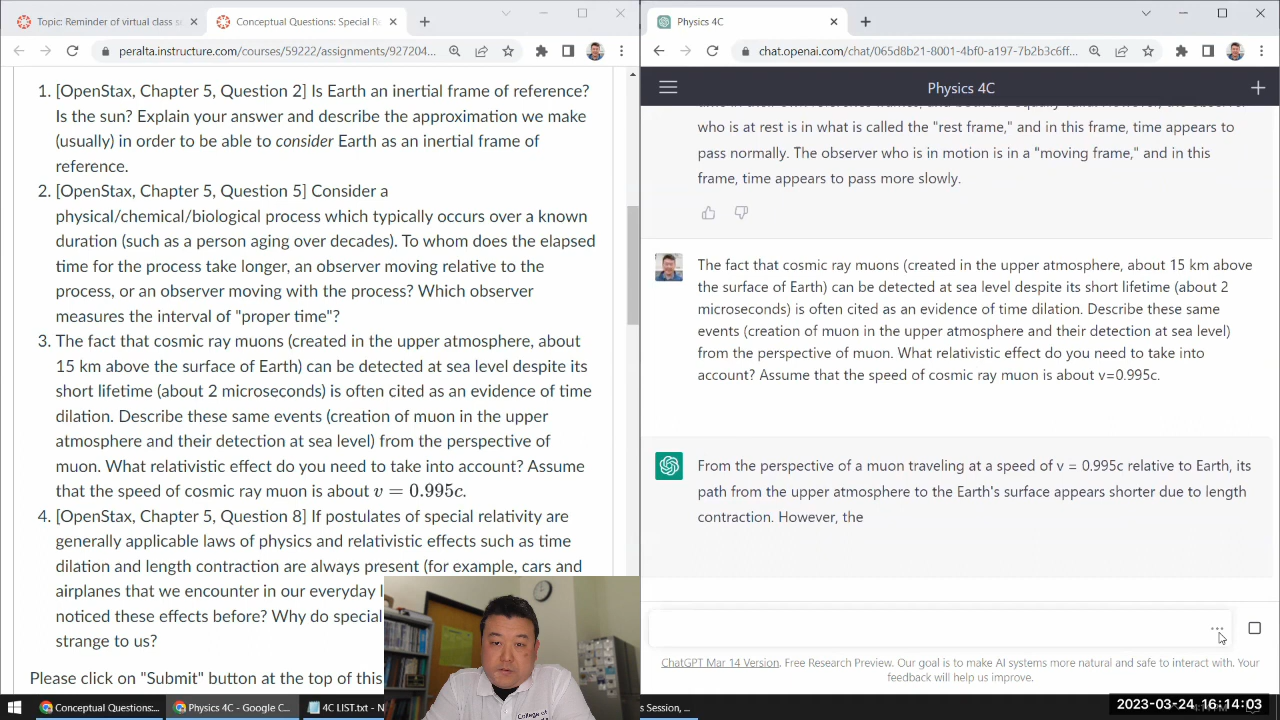 Topic: Reminder of virtual class se
Conceptual Questions: Special Re
peralta.instructure.com/courses/59222/assignments/927204...
1. [OpenStax, Chapter 5, Question 2] Is Earth an inertial frame of reference?
Is the sun? Explain your answer and describe the approximation we make
(usually) in order to be able to consider Earth as an inertial frame of
reference.
2. [OpenStax, Chapter 5, Question 5] Consider a
physical/chemical/biological process which typically occurs over a known
duration (such as a person aging over decades). To whom does the elapsed
time for the process take longer, an observer moving relative to the
process, or an observer moving with the process? Which observer
measures the interval of "proper time"?
3. The fact that cosmic ray muons (created in the upper atmosphere, about
15 km above the surface of Earth) can be detected at sea level despite its
short lifetime (about 2 microseconds) is often cited as an evidence of time
dilation. Describe these same events (creation of muon in the upper
atmosphere and their detection at sea level) from the perspective of
muon. What relativistic effect do you need to take into account? Assume
that the speed of cosmic ray muon is about v = 0.995c.
4. [OpenStax, Chapter 5, Question 8] If postulates of special relativity are
generally applicable laws of physics and relativistic effects such as time
dilation and length contraction are always present (for example, cars and
airplanes that we encounter in our everyday l
noticed these effects before? Why do special
strange to us?
Please click on "Submit" button at the top of this
Physics 4C
chat.openai.com/chat/065d8b21-8001-4bf0-a197-7b2b3c6ff...
Physics 4C
who is at rest is in what is called the "rest frame," and in this frame, time appears to
pass normally. The observer who is in motion is in a "moving frame," and in this
frame, time appears to pass more slowly.
The fact that cosmic ray muons (created in the upper atmosphere, about 15 km above
the surface of Earth) can be detected at sea level despite its short lifetime (about 2
microseconds) is often cited as an evidence of time dilation. Describe these same
events (creation of muon in the upper atmosphere and their detection at sea level)
from the perspective of muon. What relativistic effect do you need to take into
account? Assume that the speed of cosmic ray muon is about v=0.995c.
From the perspective of a muon traveling at a speed of v = 0.995c relative to Earth, its
path from the upper atmosphere to the Earth's surface appears shorter due to length
contraction. However, the
ChatGPT Mar 14 Version. Free Research Preview. Our goal is to make AI systems more natural and safe to interact with. Your
feedback will help us improve.
Conceptual Questions:...
Physics 4C - Google C...
4C LIST.txt - N
s Session, ...
2023-03-24 16:14:03